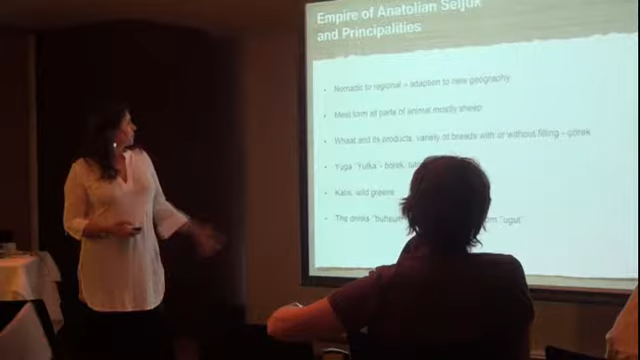 Empire of Anatolian Seljuk
and Principalities
Nomadic to regional – adaption to new geography
Meat form all parts of animal mostly sheep
Wheat and its products, variety of breads with or without filling – çörek
Yuga "Yufka" – börek,
Kabs, wild greens
The drinks "ugut"